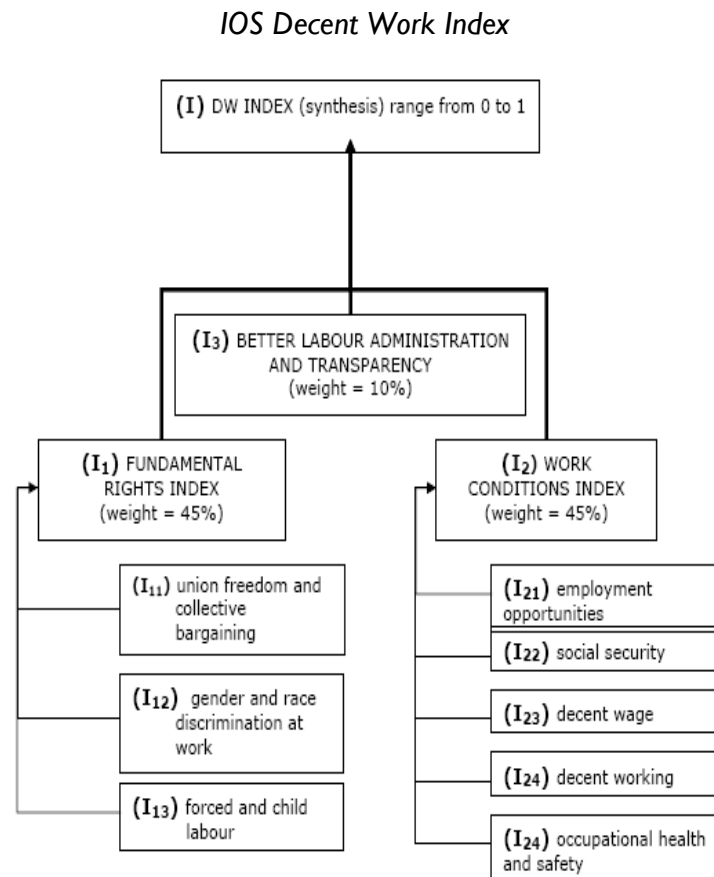 IOS Decent Work Index
(I) DW INDEX (synthesis) range from 0 to 1
(I3) BETTER LABOUR ADMINISTRATION
AND TRANSPARENCY
(weight = 10%)
(I1) FUNDAMENTAL
RIGHTS INDEX
(weight = 45%)
(I2) WORK
CONDITIONS INDEX
(weight = 45%)
(I11) union freedom and
collective
bargaining
(I12) gender and race
discrimination at
work
(I13) forced and child
labour
(I21) employment
opportunities
(I22) social security
(I23) decent wage
(I24) decent working
(I24) occupational health
and safety